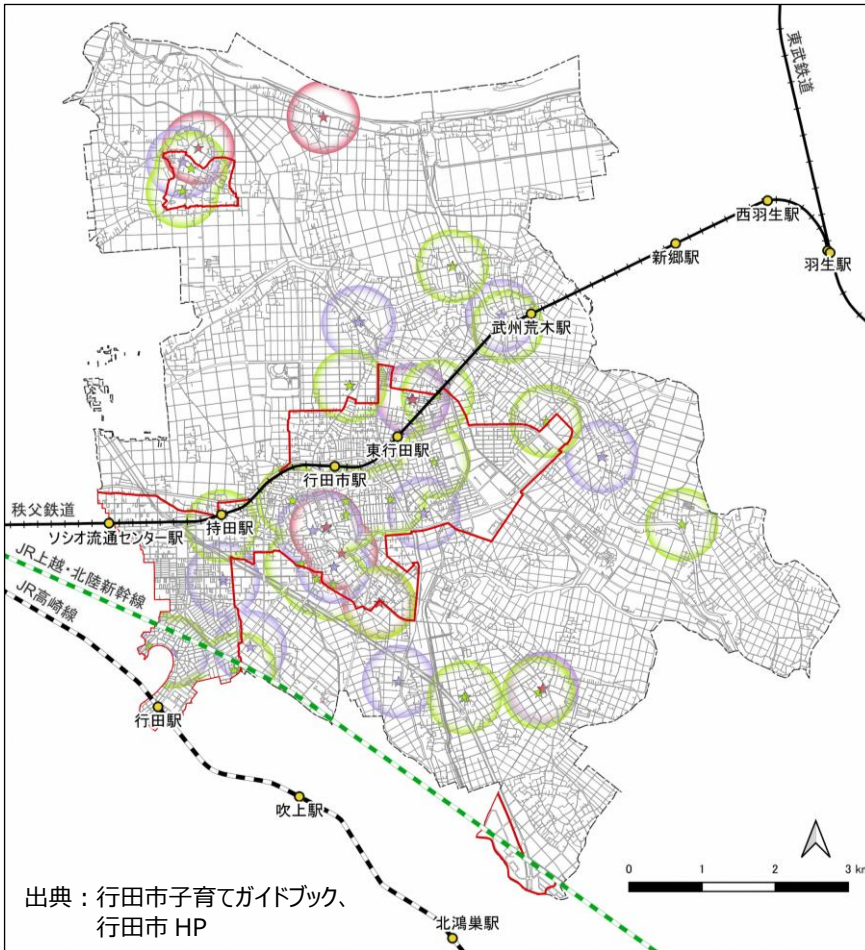 東武鉄道
西羽生駅
新郷駅
羽生駅
武州荒木駅
東行田駅
行田市駅
秩父鉄道
持田駅
ソシオ流通センター駅
JR上越・北陸新幹線
JR高崎線
行田駅
吹上駅
0 1 2 3 km
出典：行田市子育てガイドブック、
行田市 HP
北鴻巣駅